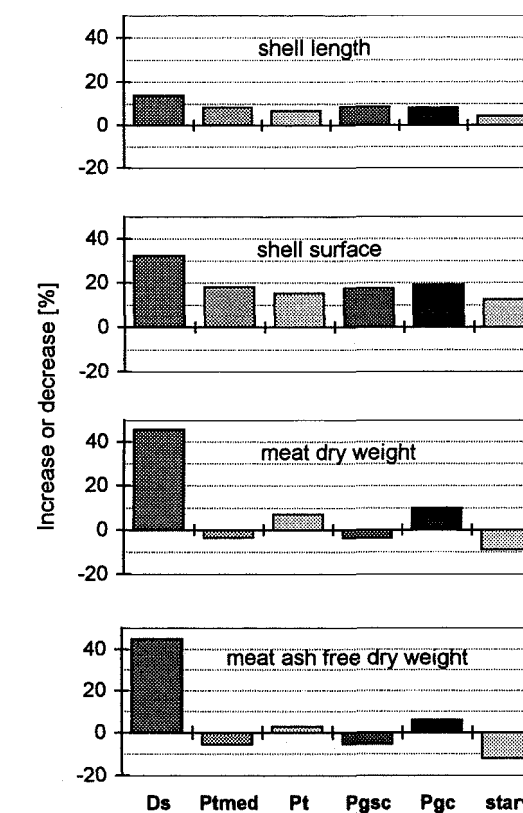 40
shell length
20
0
-20
40
shell surface
20
0
-20
Increase or decrease [%]
40
meat dry weight
20
0
-20
40
meat ash free dry weight
20
0
-20
Ds Ptmed Pt Pgsc Pgc starv